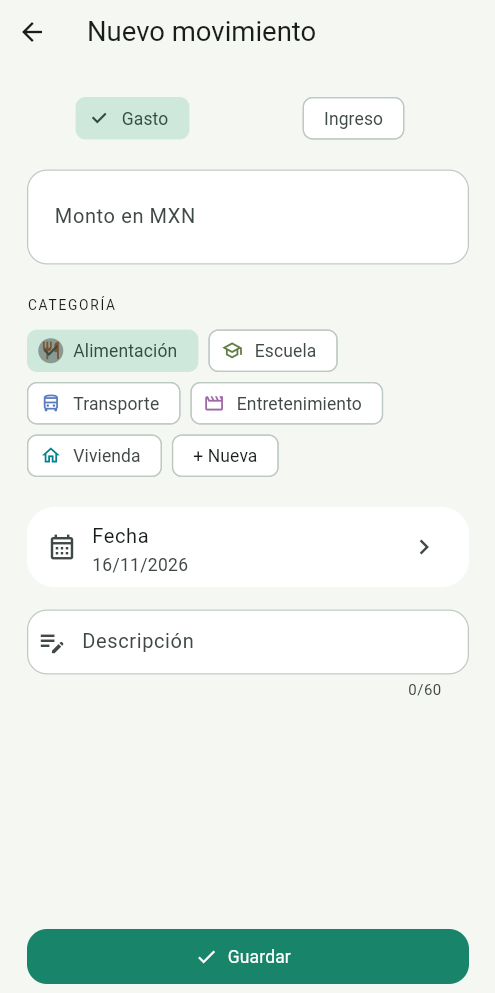 Nuevo movimiento
Gasto Ingreso
Monto en MXN
CATEGORÍA
Alimentación Escuela
Transporte Entretenimiento
Vivienda + Nueva
Fecha
16/11/2026
Descripción
0/60
Guardar